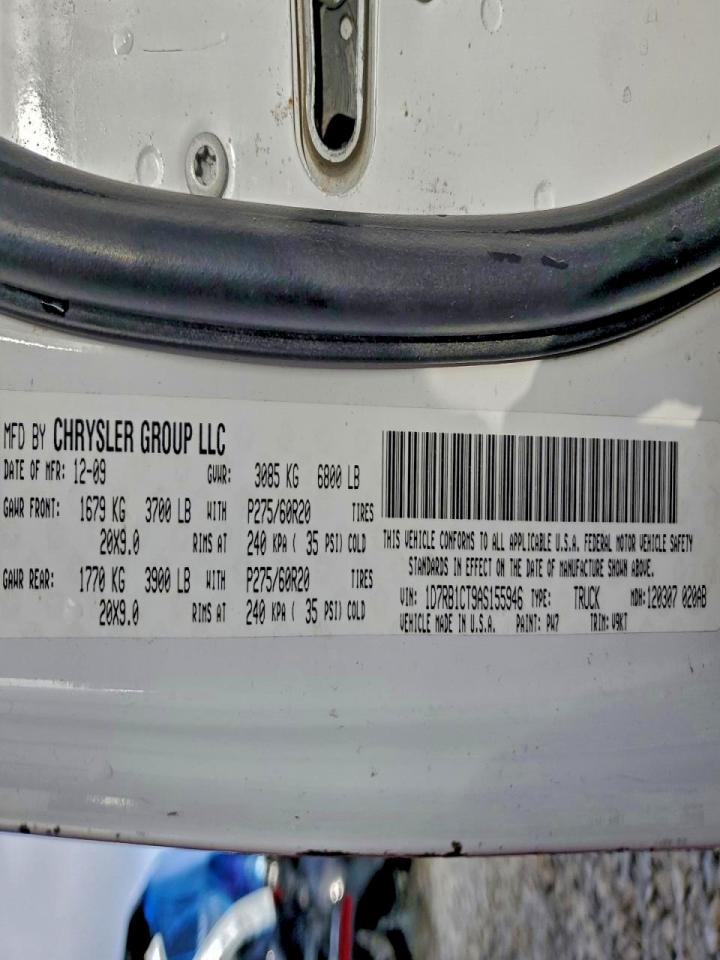 MFD BY CHRYSLER GROUP LLC
DATE OF MFR: 12-09 GVWR: 3085 KG 6800 LB
GAWR FRONT: 1679 KG 3700 LB WITH P275/60R20 TIRES
20X9.0 RIMS AT 240 KPA ( 35 PSI) COLD
GAWR REAR: 1770 KG 3900 LB WITH P275/60R20 TIRES
20X9.0 RIMS AT 240 KPA ( 35 PSI) COLD
THIS VEHICLE CONFORMS TO ALL APPLICABLE U.S.A. FEDERAL MOTOR VEHICLE SAFETY
STANDARDS IN EFFECT ON THE DATE OF MANUFACTURE SHOWN ABOVE.
VIN: 1D7RB1CT9AS155946 TYPE: TRUCK MDH:120307 020AB
VEHICLE MADE IN U.S.A. PAINT: PW7 TRIM: V9KT